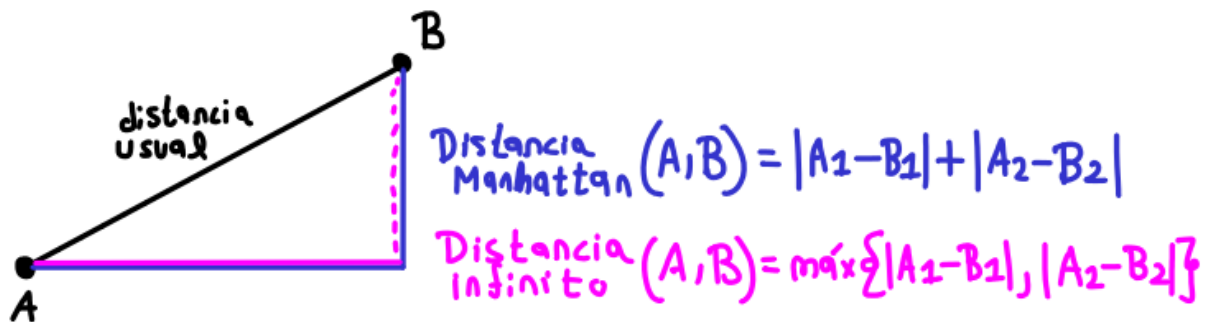 B
distancia
usual
Distancia
Manhattan (A,B) = |A1-B1|+|A2-B2|
Distancia
infinito (A,B)=máx{|A1-B1|,|A2-B2|}
A